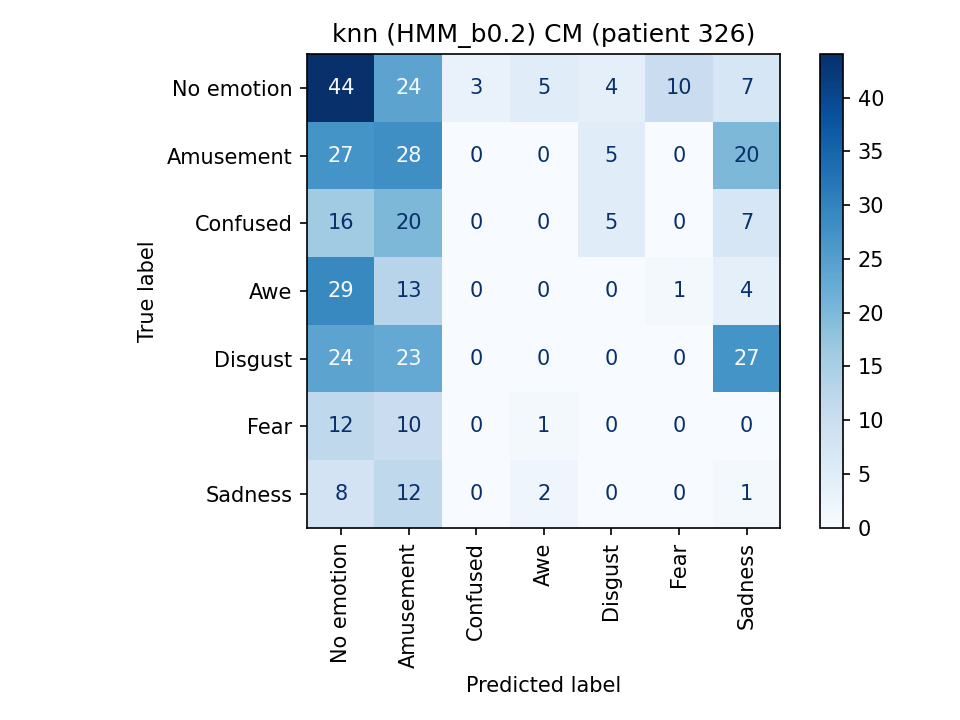 knn (HMM_b0.2) CM (patient 326)
True label
No emotion 44 24 3 5 4 10 7
Amusement 27 28 0 0 5 0 20
Confused 16 20 0 0 5 0 7
Awe 29 13 0 0 0 1 4
Disgust 24 23 0 0 0 0 27
Fear 12 10 0 1 0 0 0
Sadness 8 12 0 2 0 0 1
No emotion
Amusement
Confused
Awe
Disgust
Fear
Sadness
Predicted label
40
35
30
25
20
15
10
5
0